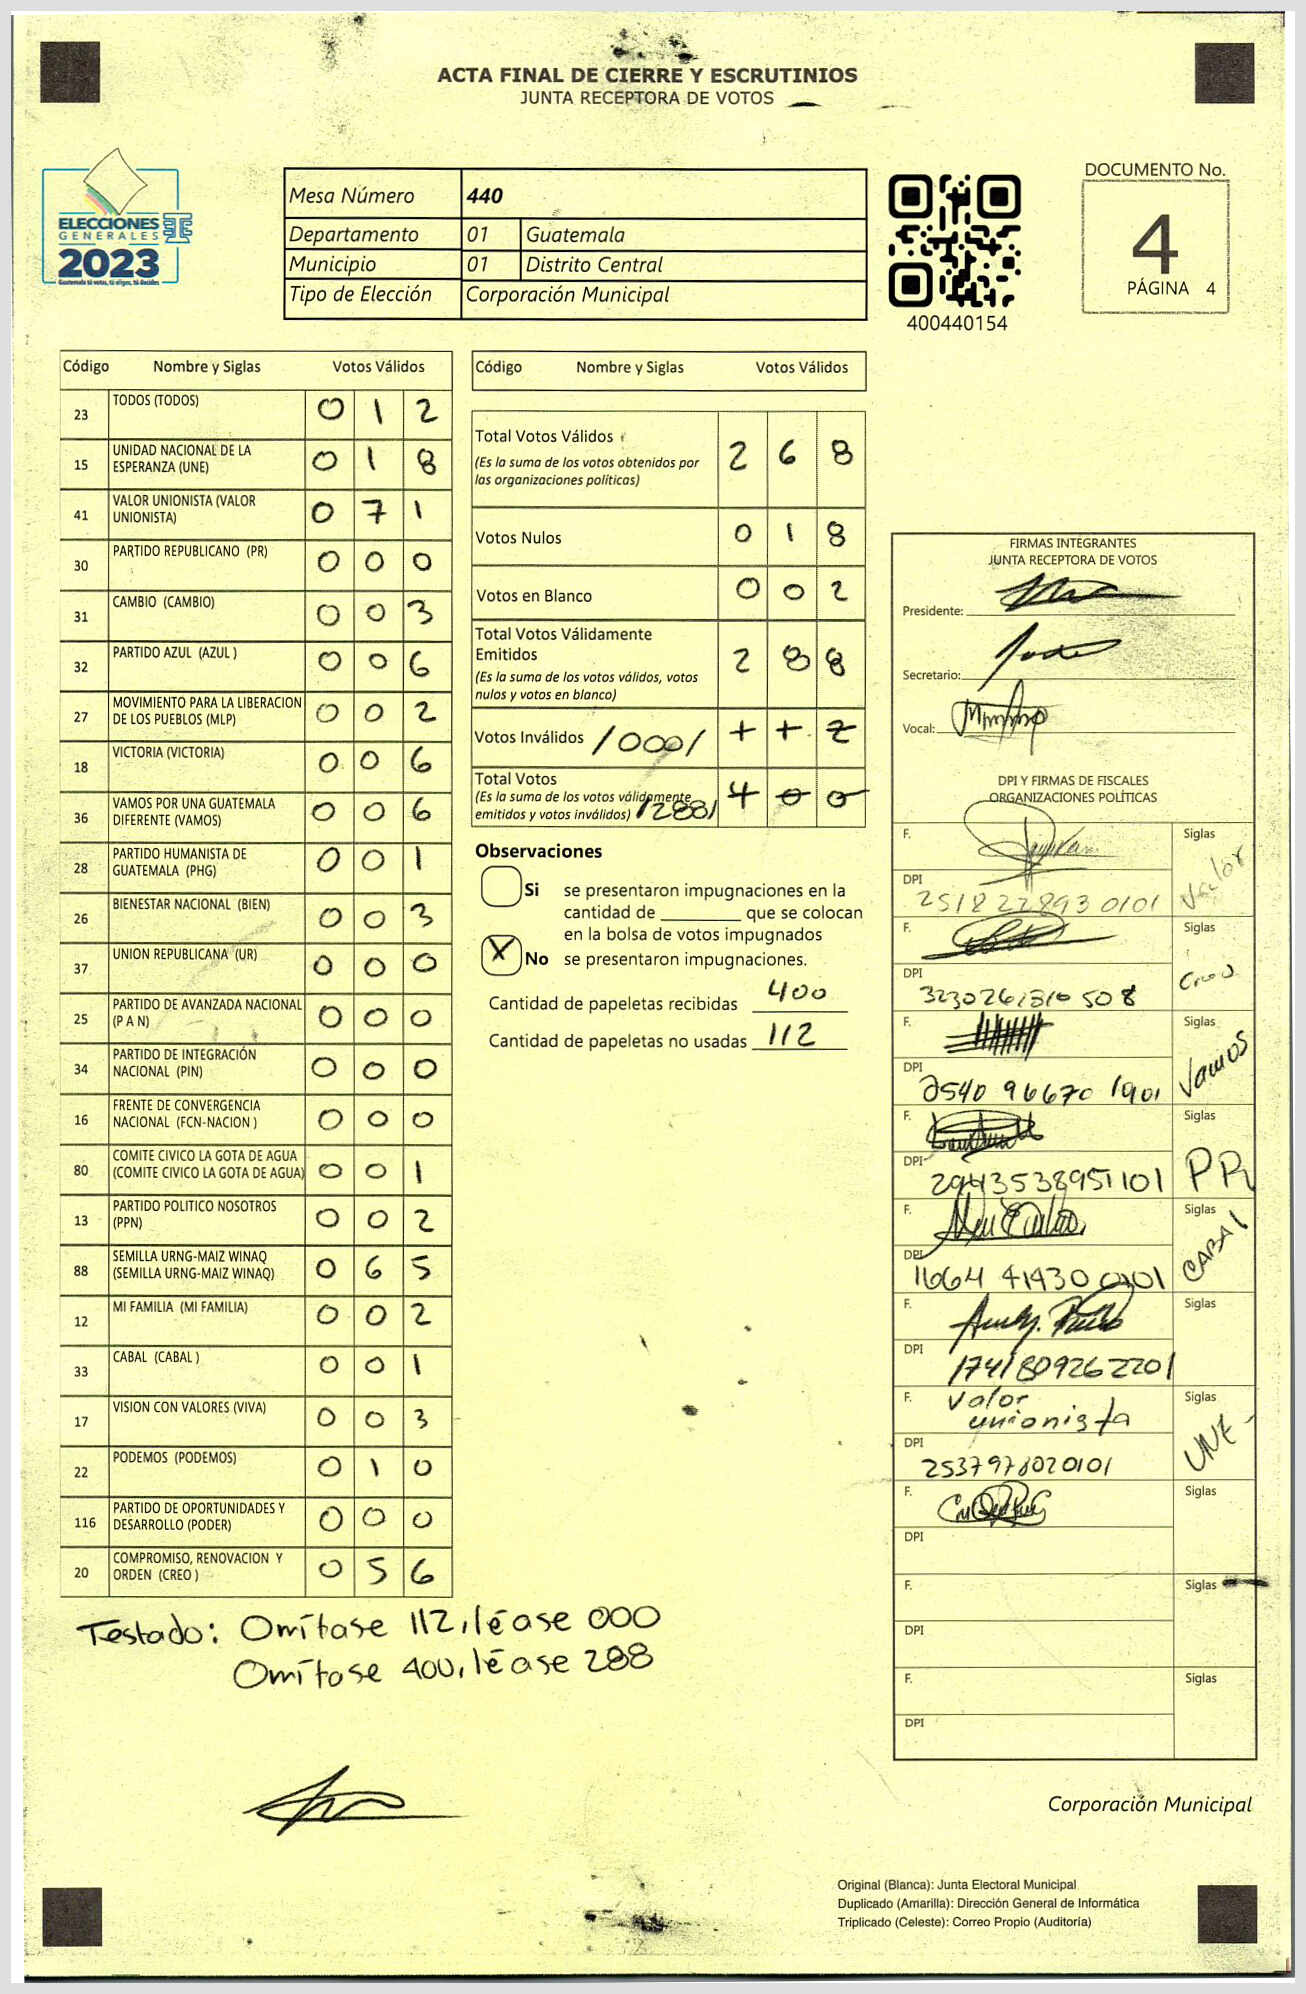 ACTA FINAL DE CIERRE Y ESCRUTINIOS
JUNTA RECEPTORA DE VOTOS
ELECCIONES
GENERALES
TSE
2023
Guatemala tú votas, tú eliges, tú decides
Mesa Número 440
Departamento 01 Guatemala
Municipio 01 Distrito Central
Tipo de Elección Corporación Municipal
400440154
DOCUMENTO No.
4
PÁGINA 4
Código Nombre y Siglas Votos Válidos
23 TODOS (TODOS) 0 1 2
15 UNIDAD NACIONAL DE LA
ESPERANZA (UNE) 0 1 8
41 VALOR UNIONISTA (VALOR
UNIONISTA) 0 7 1
30 PARTIDO REPUBLICANO (PR) 0 0 0
31 CAMBIO (CAMBIO) 0 0 3
32 PARTIDO AZUL (AZUL ) 0 0 6
27 MOVIMIENTO PARA LA LIBERACION
DE LOS PUEBLOS (MLP) 0 0 2
18 VICTORIA (VICTORIA) 0 0 6
36 VAMOS POR UNA GUATEMALA
DIFERENTE (VAMOS) 0 0 6
28 PARTIDO HUMANISTA DE
GUATEMALA (PHG) 0 0 1
26 BIENESTAR NACIONAL (BIEN) 0 0 3
37 UNION REPUBLICANA (UR) 0 0 0
25 PARTIDO DE AVANZADA NACIONAL
(P A N) 0 0 0
34 PARTIDO DE INTEGRACIÓN
NACIONAL (PIN) 0 0 0
16 FRENTE DE CONVERGENCIA
NACIONAL (FCN-NACION ) 0 0 0
80 COMITE CIVICO LA GOTA DE AGUA
(COMITE CIVICO LA GOTA DE AGUA) 0 0 1
13 PARTIDO POLITICO NOSOTROS
(PPN) 0 0 2
88 SEMILLA URNG-MAIZ WINAQ
(SEMILLA URNG-MAIZ WINAQ) 0 6 5
12 MI FAMILIA (MI FAMILIA) 0 0 2
33 CABAL (CABAL ) 0 0 1
17 VISION CON VALORES (VIVA) 0 0 3
22 PODEMOS (PODEMOS) 0 1 0
116 PARTIDO DE OPORTUNIDADES Y
DESARROLLO (PODER) 0 0 0
20 COMPROMISO, RENOVACION Y
ORDEN (CREO ) 0 5 6
Testado: Omítase 112, léase 000
Omítase 400, léase 288
Código Nombre y Siglas Votos Válidos
Total Votos Válidos
(Es la suma de los votos obtenidos por
las organizaciones políticas) 2 6 8
Votos Nulos 0 1 8
Votos en Blanco 0 0 2
Total Votos Válidamente
Emitidos
(Es la suma de los votos válidos, votos
nulos y votos en blanco) 2 8 8
Votos Inválidos /000/ 1 1 2
Total Votos
(Es la suma de los votos válidamente
emitidos y votos inválidos) /288/ 4 0 0
Observaciones
Si se presentaron impugnaciones en la
cantidad de ________ que se colocan
en la bolsa de votos impugnados
X No se presentaron impugnaciones.
Cantidad de papeletas recibidas 400
Cantidad de papeletas no usadas 112
FIRMAS INTEGRANTES
JUNTA RECEPTORA DE VOTOS
Presidente:
Secretario:
Vocal:
DPI Y FIRMAS DE FISCALES
ORGANIZACIONES POLÍTICAS
F. Siglas
DPI 2518 22893 0101 Valor
F. Siglas
DPI Creo
F. Siglas
DPI 2540 96670 1901 Vamos
F. Siglas
DPI 2943538951101 PR
F. Siglas
DPI 1664 41430 0101 CABAL
F. Siglas
DPI 1741809262201
F. Valor
unionista Siglas
DPI 2537978020101 UNE
F. Siglas
DPI
F. Siglas
DPI
F. Siglas
DPI
Corporación Municipal
Original (Blanca): Junta Electoral Municipal
Duplicado (Amarilla): Dirección General de Informática
Triplicado (Celeste): Correo Propio (Auditoría)